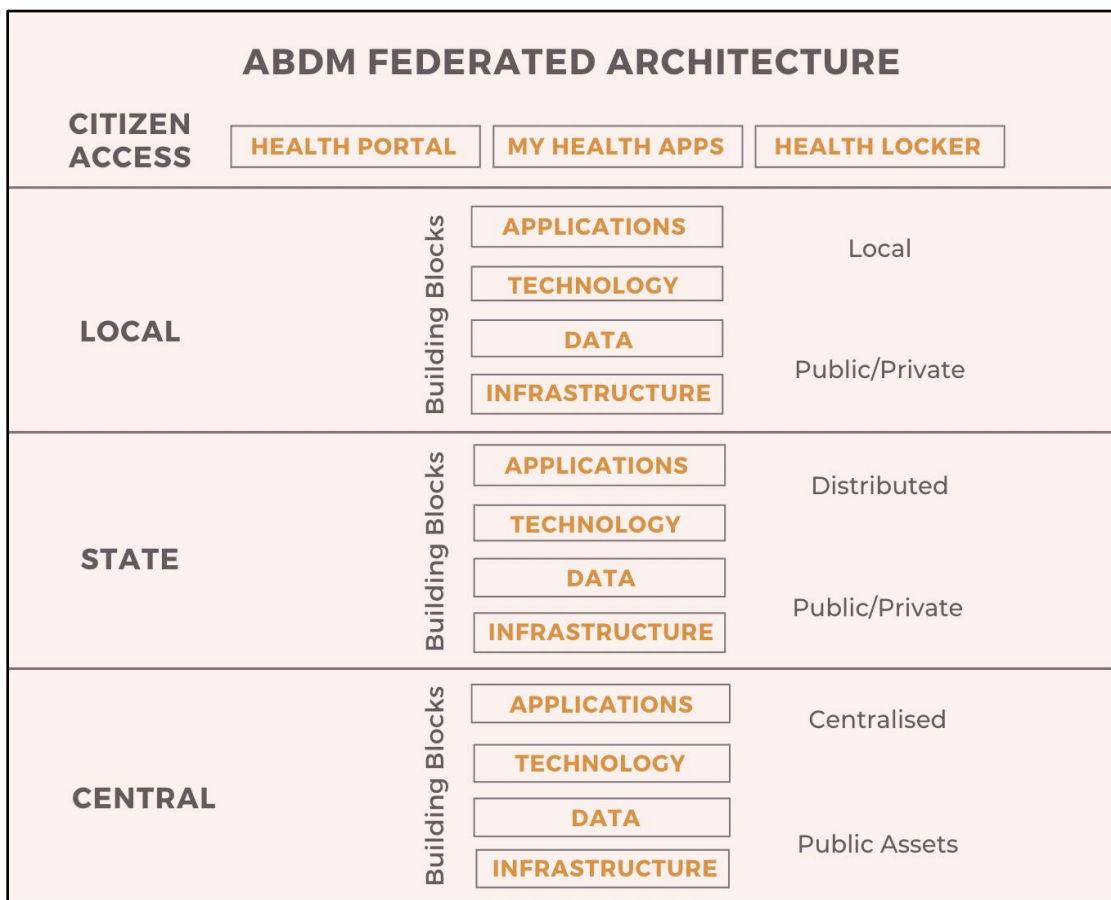 ABDM FEDERATED ARCHITECTURE
CITIZEN
ACCESS
HEALTH PORTAL
MY HEALTH APPS
HEALTH LOCKER
LOCAL
Building Blocks
APPLICATIONS
TECHNOLOGY
DATA
INFRASTRUCTURE
Local
Public/Private
STATE
Building Blocks
APPLICATIONS
TECHNOLOGY
DATA
INFRASTRUCTURE
Distributed
Public/Private
CENTRAL
Building Blocks
APPLICATIONS
TECHNOLOGY
DATA
INFRASTRUCTURE
Centralised
Public Assets